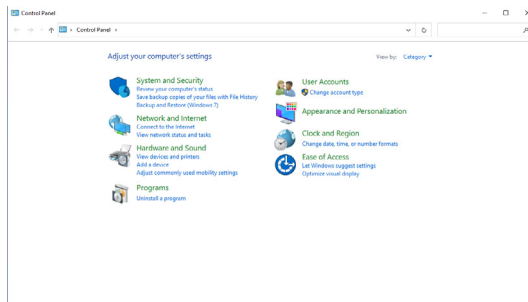 Control Panel
Control Panel
Adjust your computer's settings
View by: Category
System and Security
Review your computer's status
Save backup copies of your files with File History
Backup and Restore (Windows 7)
Network and Internet
Connect to the Internet
View network status and tasks
Hardware and Sound
View devices and printers
Add a device
Adjust commonly used mobility settings
Programs
Uninstall a program
User Accounts
Change account type
Appearance and Personalization
Clock and Region
Change date, time, or number formats
Ease of Access
Let Windows suggest settings
Optimize visual display